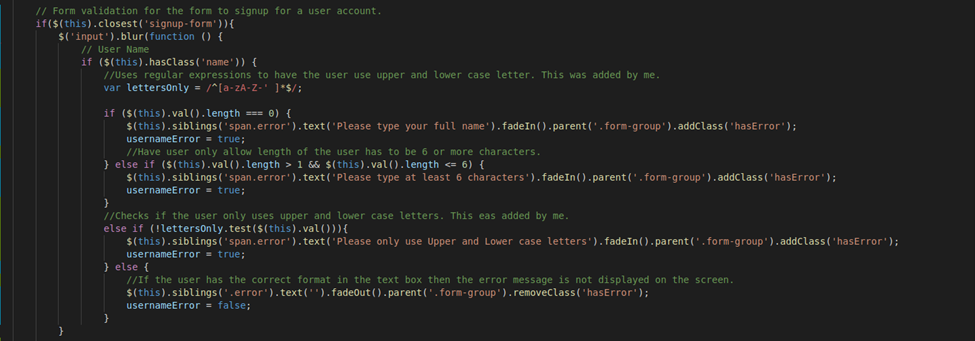 // Form validation for the form to signup for a user account.
if($(this).closest('signup-form')){
$('input').blur(function () {
// User Name
if ($(this).hasClass('name')) {
//Uses regular expressions to have the user use upper and lower case letter. This was added by me.
var lettersOnly = /^[a-zA-Z-' ]*$/;
if ($(this).val().length === 0) {
$(this).siblings('span.error').text('Please type your full name').fadeIn().parent('.form-group').addClass('hasError');
usernameError = true;
//Have user only allow length of the user has to be 6 or more characters.
} else if ($(this).val().length > 1 && $(this).val().length <= 6) {
$(this).siblings('span.error').text('Please type at least 6 characters').fadeIn().parent('.form-group').addClass('hasError');
usernameError = true;
}
//Checks if the user only uses upper and lower case letters. This eas added by me.
else if (!lettersOnly.test($(this).val())){
$(this).siblings('span.error').text('Please only use Upper and Lower case letters').fadeIn().parent('.form-group').addClass('hasError');
usernameError = true;
} else {
//If the user has the correct format in the text box then the error message is not displayed on the screen.
$(this).siblings('.error').text('').fadeOut().parent('.form-group').removeClass('hasError');
usernameError = false;
}
}